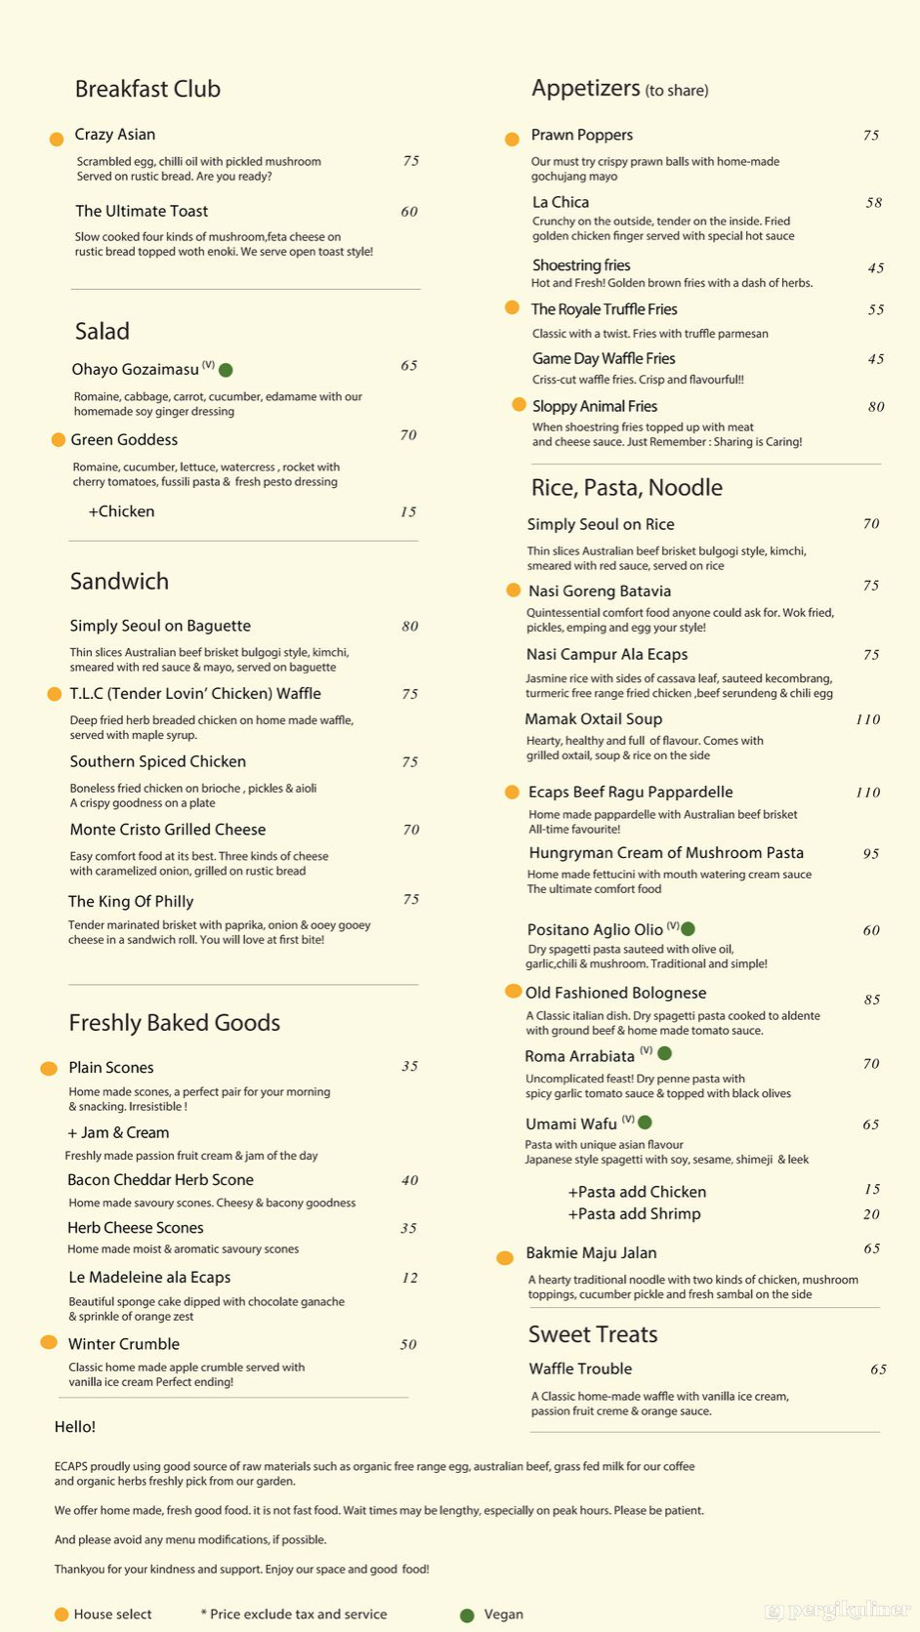 Breakfast Club
Crazy Asian
Scrambled egg, chilli oil with pickled mushroom 75
Served on rustic bread. Are you ready?
The Ultimate Toast 60
Slow cooked four kinds of mushroom,feta cheese on
rustic bread topped woth enoki. We serve open toast style!
Salad
Ohayo Gozaimasu (V) 65
Romaine, cabbage, carrot, cucumber, edamame with our
homemade soy ginger dressing
Green Goddess 70
Romaine, cucumber, lettuce, watercress , rocket with
cherry tomatoes, fussili pasta & fresh pesto dressing
+Chicken 15
Sandwich
Simply Seoul on Baguette 80
Thin slices Australian beef brisket bulgogi style, kimchi,
smeared with red sauce & mayo, served on baguette
T.L.C (Tender Lovin’ Chicken) Waffle 75
Deep fried herb breaded chicken on home made waffle,
served with maple syrup.
Southern Spiced Chicken 75
Boneless fried chicken on brioche , pickles & aioli
A crispy goodness on a plate
Monte Cristo Grilled Cheese 70
Easy comfort food at its best. Three kinds of cheese
with caramelized onion, grilled on rustic bread
The King Of Philly 75
Tender marinated brisket with paprika, onion & ooey gooey
cheese in a sandwich roll. You will love at first bite!
Freshly Baked Goods
Plain Scones 35
Home made scones, a perfect pair for your morning
& snacking. Irresistible !
+ Jam & Cream
Freshly made passion fruit cream & jam of the day
Bacon Cheddar Herb Scone 40
Home made savoury scones. Cheesy & bacony goodness
Herb Cheese Scones 35
Home made moist & aromatic savoury scones
Le Madeleine ala Ecaps 12
Beautiful sponge cake dipped with chocolate ganache
& sprinkle of orange zest
Winter Crumble 50
Classic home made apple crumble served with
vanilla ice cream Perfect ending!
Appetizers (to share)
Prawn Poppers 75
Our must try crispy prawn balls with home-made
gochujang mayo
La Chica 58
Crunchy on the outside, tender on the inside. Fried
golden chicken finger served with special hot sauce
Shoestring fries 45
Hot and Fresh! Golden brown fries with a dash of herbs.
The Royale Truffle Fries 55
Classic with a twist. Fries with truffle parmesan
Game Day Waffle Fries 45
Criss-cut waffle fries. Crisp and flavourful!!
Sloppy Animal Fries 80
When shoestring fries topped up with meat
and cheese sauce. Just Remember : Sharing is Caring!
Rice, Pasta, Noodle
Simply Seoul on Rice 70
Thin slices Australian beef brisket bulgogi style, kimchi,
smeared with red sauce, served on rice
Nasi Goreng Batavia 75
Quintessential comfort food anyone could ask for. Wok fried,
pickles, emping and egg your style!
Nasi Campur Ala Ecaps 75
Jasmine rice with sides of cassava leaf, sauteed kecombrang,
turmeric free range fried chicken ,beef serundeng & chili egg
Mamak Oxtail Soup 110
Hearty, healthy and full of flavour. Comes with
grilled oxtail, soup & rice on the side
Ecaps Beef Ragu Pappardelle 110
Home made pappardelle with Australian beef brisket
All-time favourite!
Hungryman Cream of Mushroom Pasta 95
Home made fettucini with mouth watering cream sauce
The ultimate comfort food
Positano Aglio Olio (V) 60
Dry spagetti pasta sauteed with olive oil,
garlic,chili & mushroom. Traditional and simple!
Old Fashioned Bolognese 85
A Classic italian dish. Dry spagetti pasta cooked to aldente
with ground beef & home made tomato sauce.
Roma Arrabiata (V) 70
Uncomplicated feast! Dry penne pasta with
spicy garlic tomato sauce & topped with black olives
Umami Wafu (V) 65
Pasta with unique asian flavour
Japanese style spagetti with soy, sesame, shimeji & leek
+Pasta add Chicken 15
+Pasta add Shrimp 20
Bakmie Maju Jalan 65
A hearty traditional noodle with two kinds of chicken, mushroom
toppings, cucumber pickle and fresh sambal on the side
Sweet Treats
Waffle Trouble 65
A Classic home-made waffle with vanilla ice cream,
passion fruit creme & orange sauce.
Hello!
ECAPS proudly using good source of raw materials such as organic free range egg, australian beef, grass fed milk for our coffee
and organic herbs freshly pick from our garden.
We offer home made, fresh good food. it is not fast food. Wait times may be lengthy, especially on peak hours. Please be patient.
And please avoid any menu modifications, if possible.
Thankyou for your kindness and support. Enjoy our space and good food!
House select * Price exclude tax and service Vegan
pergikuliner